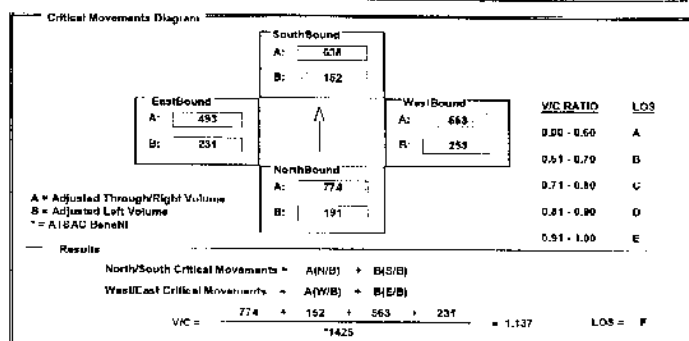 Critical Movements Diagram
SouthBound
A: 638
B: 152
EastBound
A: 493
B: 231
WestBound
A: 563
B: 253
NorthBound
A: 774
B: 191
V/C RATIO LOS
0.00 - 0.60 A
0.61 - 0.70 B
0.71 - 0.80 C
0.81 - 0.90 D
0.91 - 1.00 E
A = Adjusted Through/Right Volume
B = Adjusted Left Volume
* = ATSAC Benefit
Results
North/South Critical Movements = A(N/B) + B(S/B)
West/East Critical Movements = A(W/B) + B(E/B)
V/C = 774 + 152 + 563 + 231 = 1.137 LOS = F
*1425